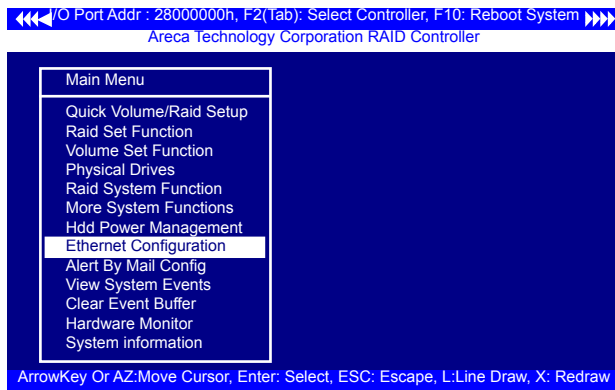 I/O Port Addr : 28000000h, F2(Tab): Select Controller, F10: Reboot System
Areca Technology Corporation RAID Controller
Main Menu
Quick Volume/Raid Setup
Raid Set Function
Volume Set Function
Physical Drives
Raid System Function
More System Functions
Hdd Power Management
Ethernet Configuration
Alert By Mail Config
View System Events
Clear Event Buffer
Hardware Monitor
System information
ArrowKey Or AZ:Move Cursor, Enter: Select, ESC: Escape, L:Line Draw, X: Redraw